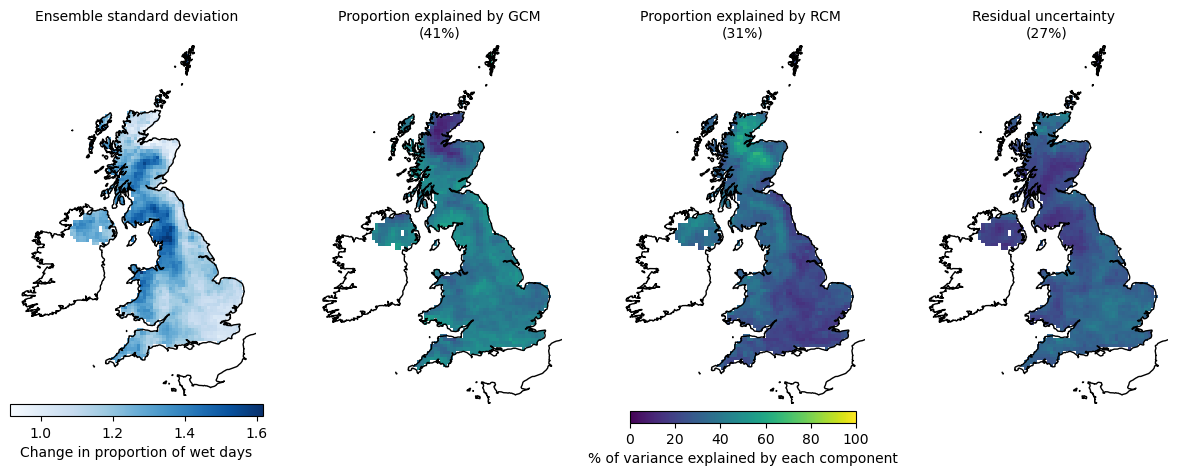 Ensemble standard deviation
Proportion explained by GCM
(41%)
Proportion explained by RCM
(31%)
Residual uncertainty
(27%)
1.0 1.2 1.4 1.6
Change in proportion of wet days
0 20 40 60 80 100
% of variance explained by each component